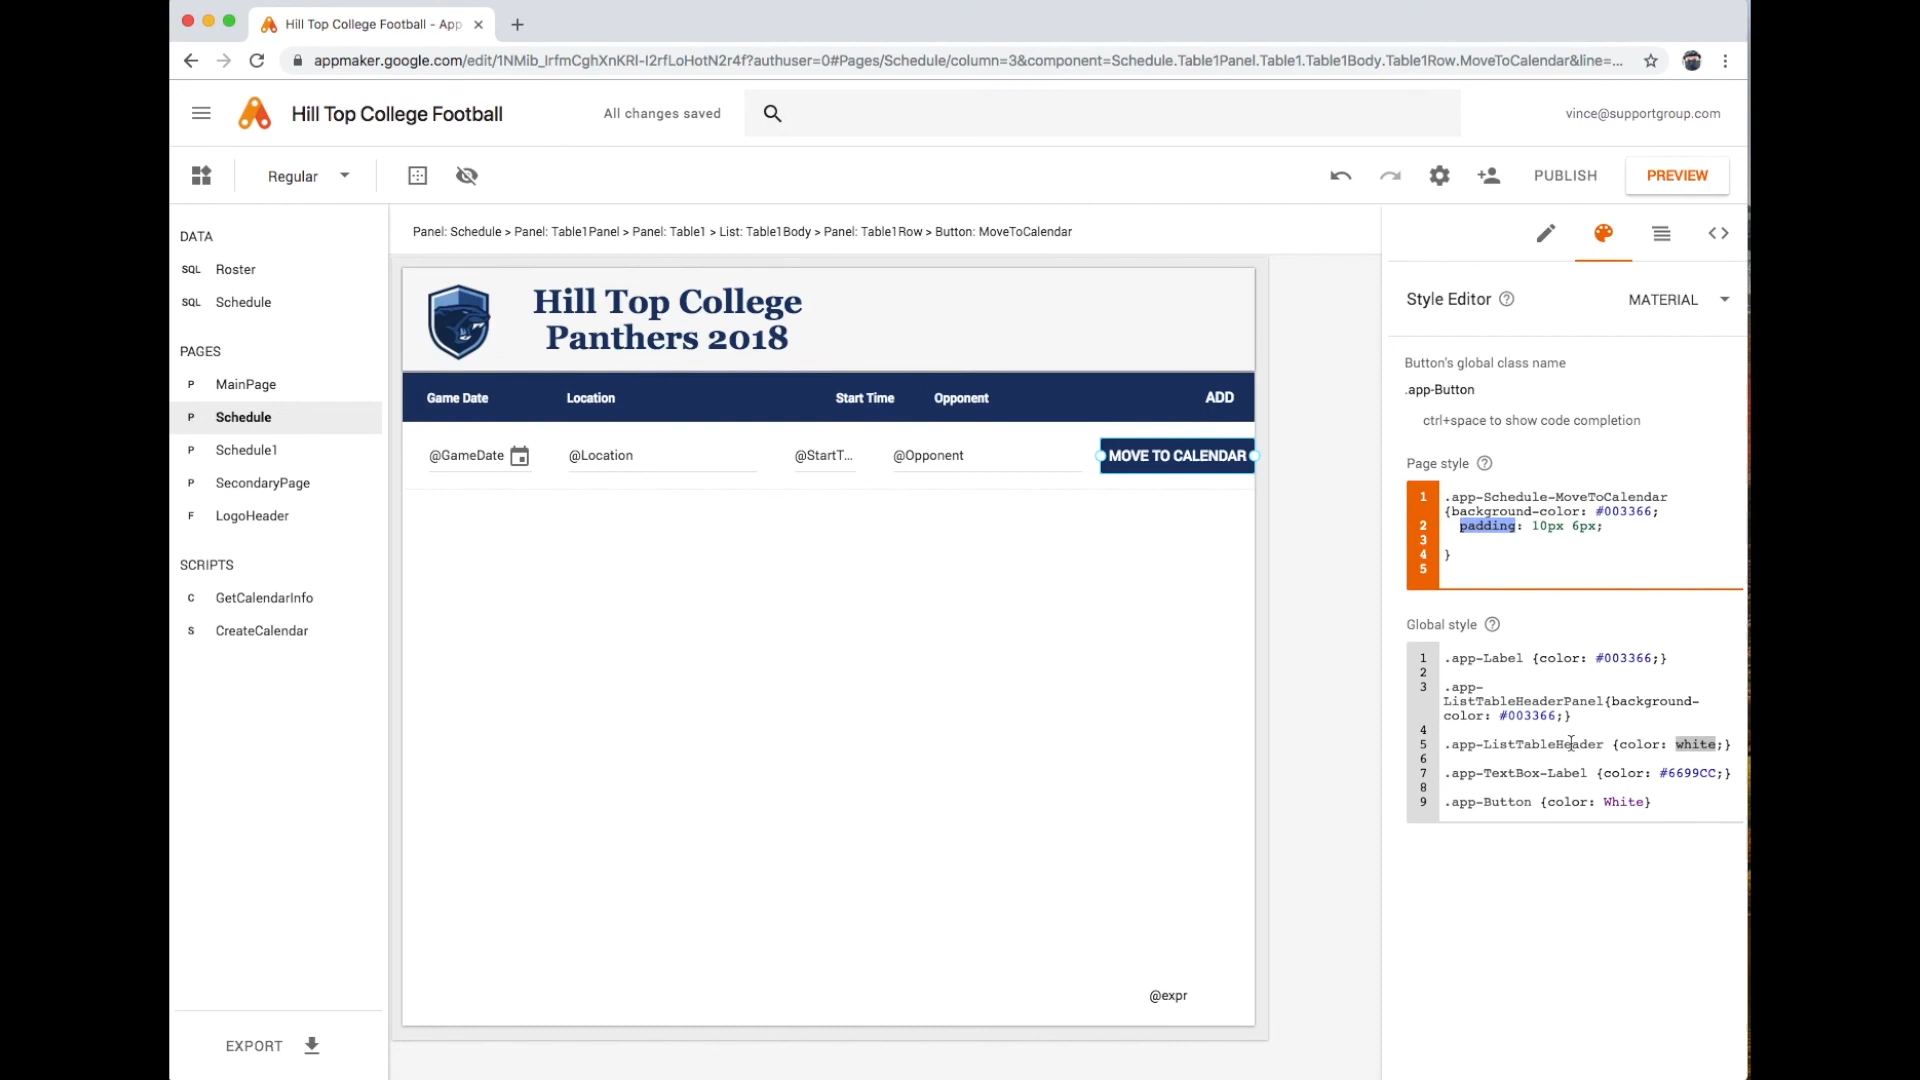 Hill Top College Football - App
appmaker.google.com/edit/1NMib_IrfmCghXnKRI-I2rfLoHotN2r4f?authuser=0#Pages/Schedule/column=3&component=Schedule.Table1Panel.Table1.Table1Body.Table1Row.MoveToCalendar&line=...
Hill Top College Football
All changes saved
vince@supportgroup.com
Regular
PUBLISH
PREVIEW
DATA
SQL Roster
SQL Schedule
PAGES
P MainPage
P Schedule
P Schedule1
P SecondaryPage
F LogoHeader
SCRIPTS
C GetCalendarInfo
S CreateCalendar
EXPORT
Panel: Schedule > Panel: Table1Panel > Panel: Table1 > List: Table1Body > Panel: Table1Row > Button: MoveToCalendar
Hill Top College
Panthers 2018
Game Date Location Start Time Opponent ADD
@GameDate @Location @StartT... @Opponent MOVE TO CALENDAR
@expr
Style Editor MATERIAL
Button's global class name
.app-Button
ctrl+space to show code completion
Page style
1 .app-Schedule-MoveToCalendar
{background-color: #003366;
2 padding: 10px 6px;
3
4 }
5
Global style
1 .app-Label {color: #003366;}
2
3 .app-
ListTableHeaderPanel{background-
color: #003366;}
4
5 .app-ListTableHeader {color: white;}
6
7 .app-TextBox-Label {color: #6699CC;}
8
9 .app-Button {color: White}